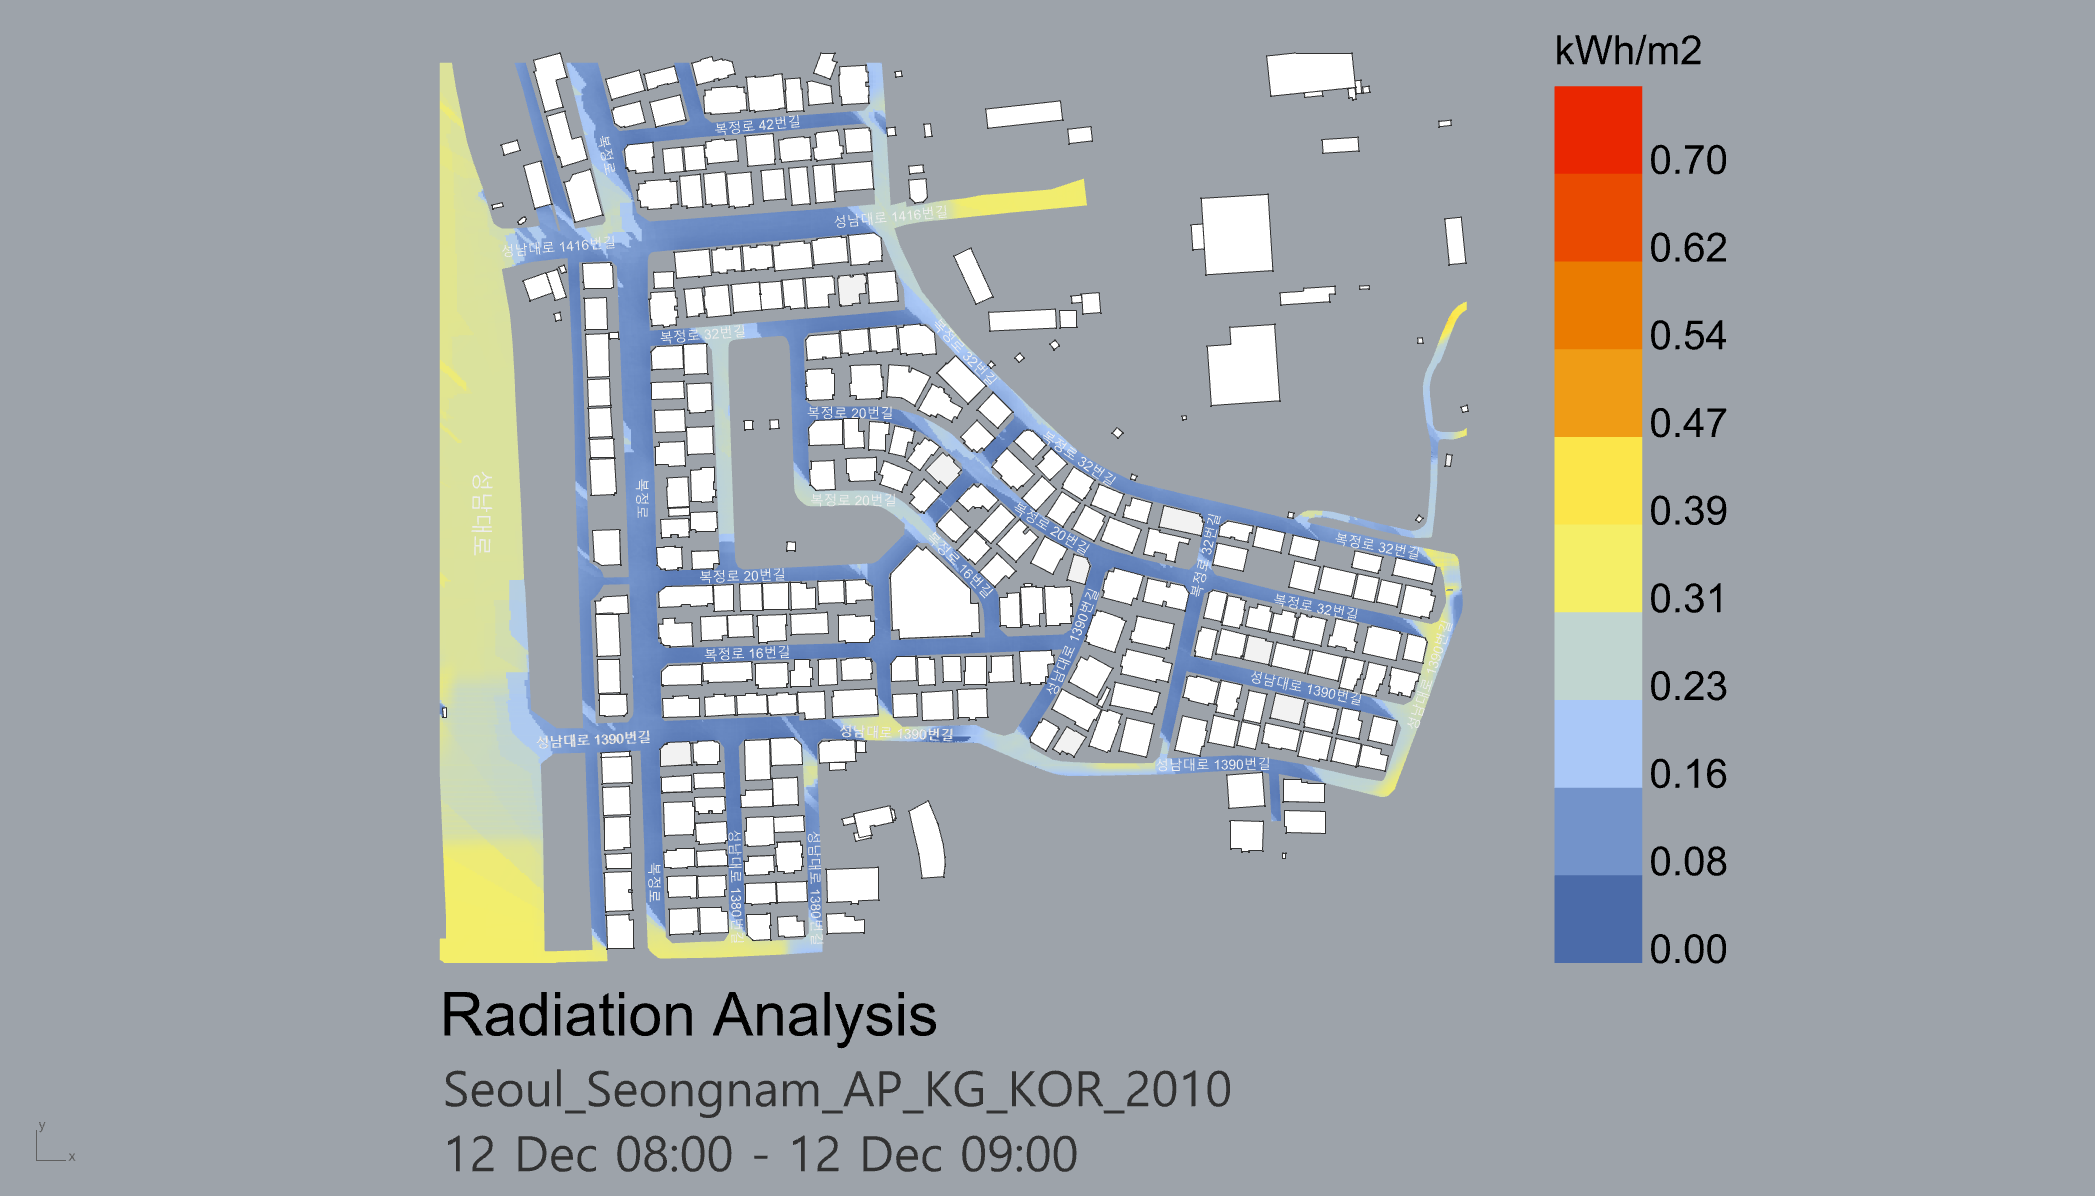 kWh/m2
0.70
0.62
0.54
0.47
0.39
0.31
0.23
0.16
0.08
0.00
복정로 42번길
복정로
성남대로 1416번길
성남대로 1416번길
복정로 32번길
복정로 32번길
복정로 20번길
복정로 32번길
성남대로
복정로
복정로 20번길
복정로 20번길
복정로 32번길
복정로 32번길
복정로 16번길
복정로 20번길
복정로 32번길
성남대로 1390번길
복정로 16번길
성남대로 1390번길
성남대로 1390번길
성남대로 1390번길
성남대로 1390번길
성남대로 1390번길
복정로
성남대로 1380번길
성남대로 1380번길
Radiation Analysis
Seoul_Seongnam_AP_KG_KOR_2010
12 Dec 08:00 - 12 Dec 09:00
y
x